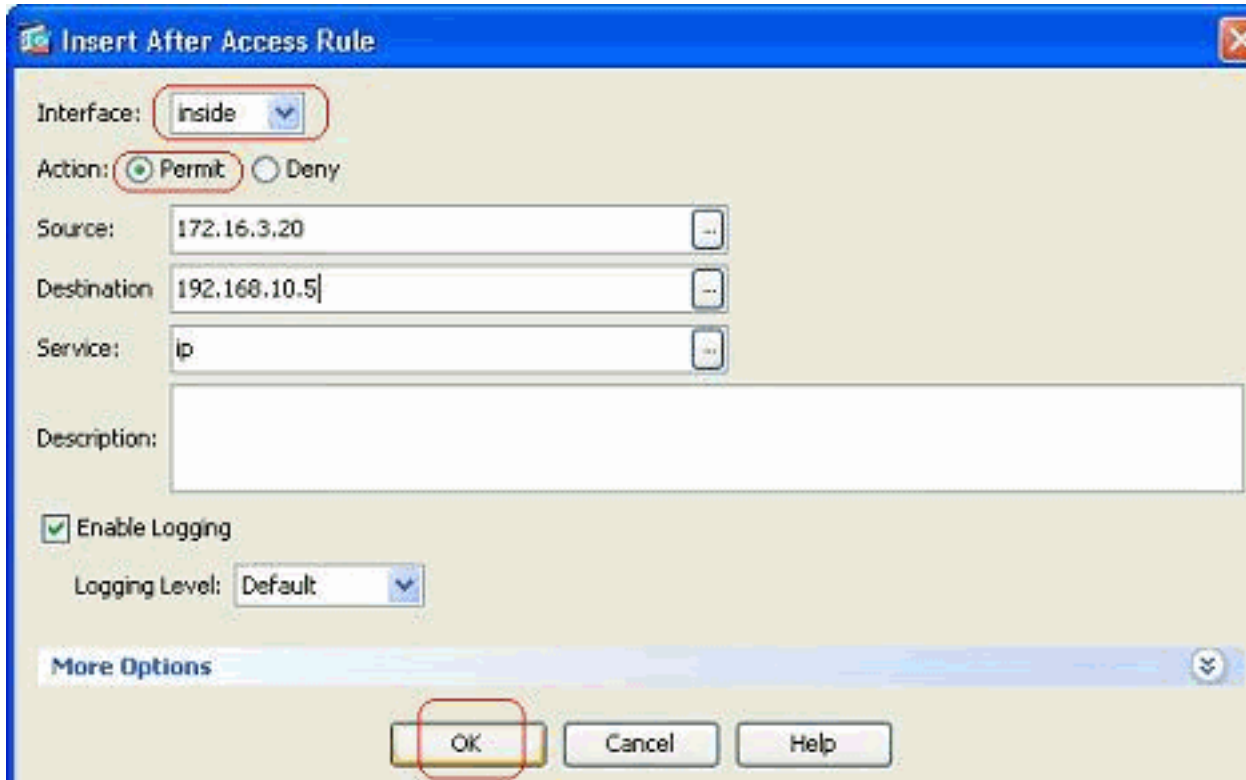 Insert After Access Rule
Interface: inside
Action: Permit Deny
Source: 172.16.3.20 ...
Destination 192.168.10.5 ...
Service: ip ...
Description:
Enable Logging
Logging Level: Default
More Options
OK Cancel Help